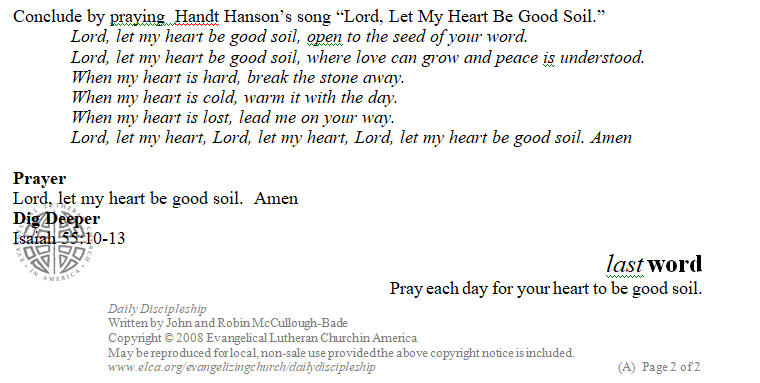 Conclude by praying Handt Hanson's song “Lord, Let My Heart Be Good Soil.”
Lord, let my heart be good soil, open to the seed of your word.
Lord, let my heart be good soil, where love can grow and peace is understood.
When my heart is hard, break the stone away.
When my heart is cold, warm it with the day.
When my heart is lost, lead me on your way.
Lord, let my heart, Lord, let my heart, Lord, let my heart be good soil. Amen
Prayer
Lord, let my heart be good soil. Amen
Dig Deeper
Isaiah 55:10-13
last word
Pray each day for your heart to be good soil.
Daily Discipleship
Written by John and Robin McCullough-Bade
Copyright © 2008 Evangelical Lutheran Churchin America
May be reproduced for local, non-sale use provided the above copyright notice is included.
www.elca.org/evangelizingchurch/dailydiscipleship
(A) Page 2 of 2